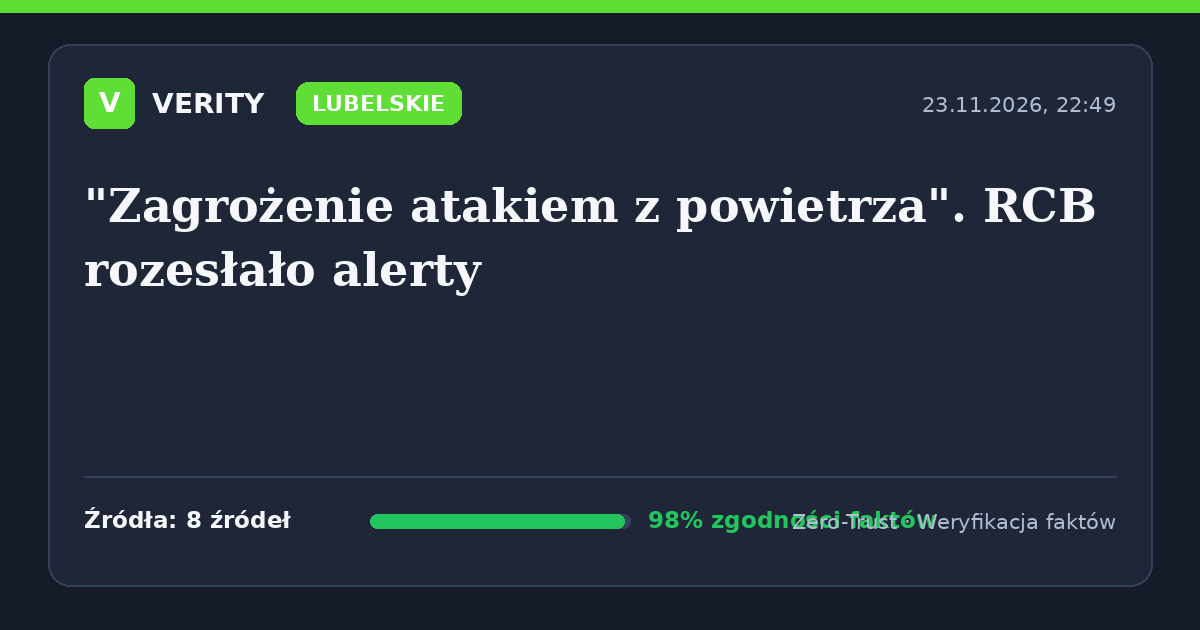 V VERITY LUBELSKIE 23.11.2026, 22:49
"Zagrożenie atakiem z powietrza". RCB
rozesłało alerty
Źródła: 8 źródeł 98% zgodności faktów Zero-Trust · Weryfikacja faktów